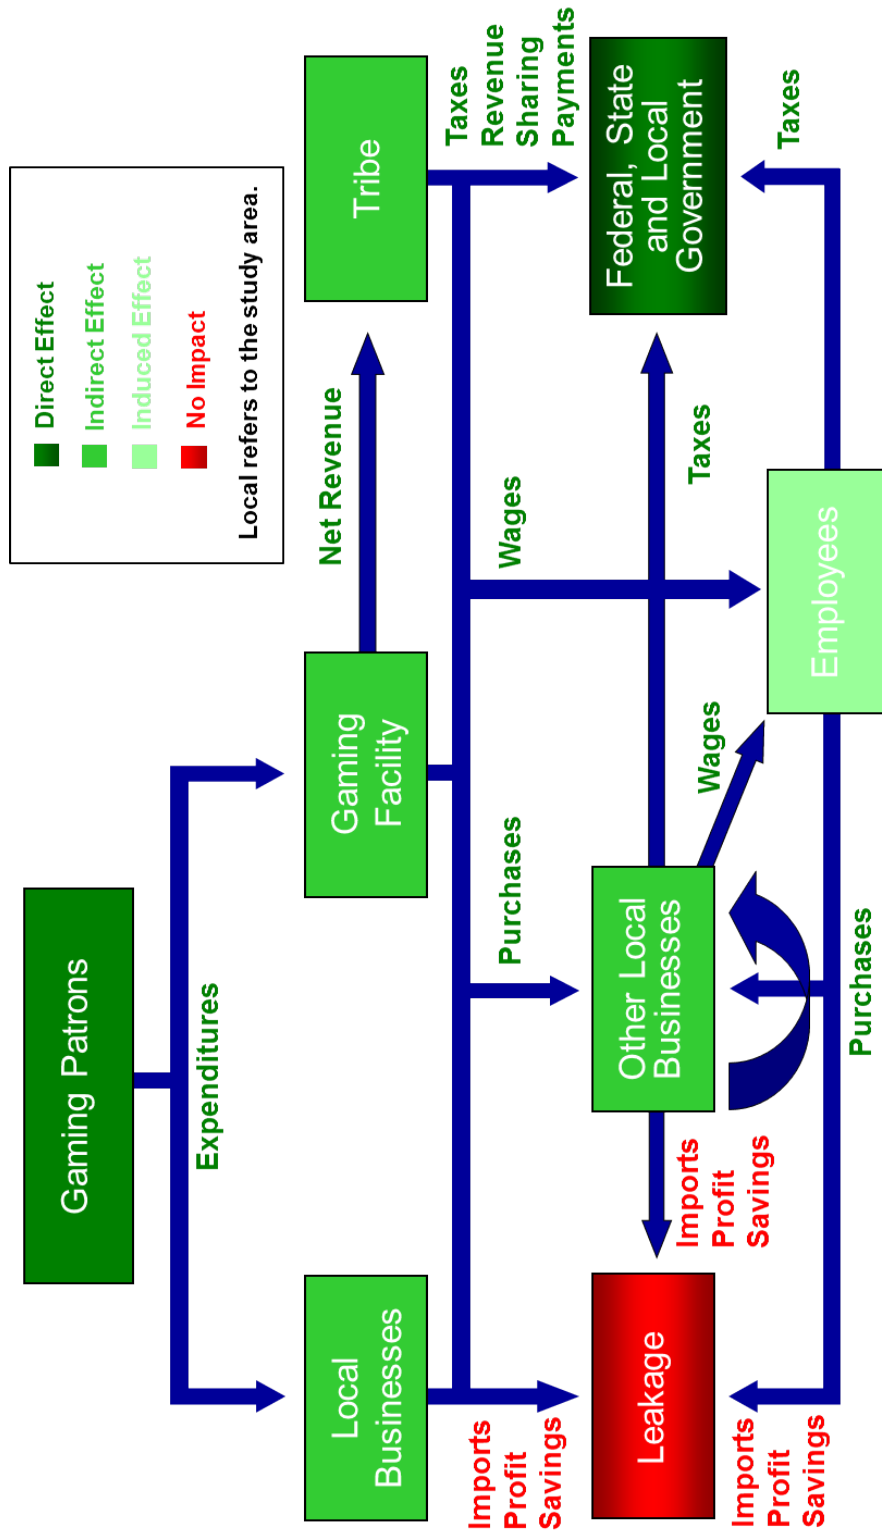 Gaming Patrons
Direct Effect
Indirect Effect
Induced Effect
No Impact
Local refers to the study area.
Expenditures
Local
Businesses
Gaming
Facility
Net Revenue
Tribe
Imports
Profit
Savings
Purchases
Wages
Taxes
Revenue
Sharing
Payments
Leakage
Imports
Profit
Savings
Other Local
Businesses
Taxes
Wages
Federal, State
and Local
Government
Imports
Profit
Savings
Purchases
Employees
Taxes